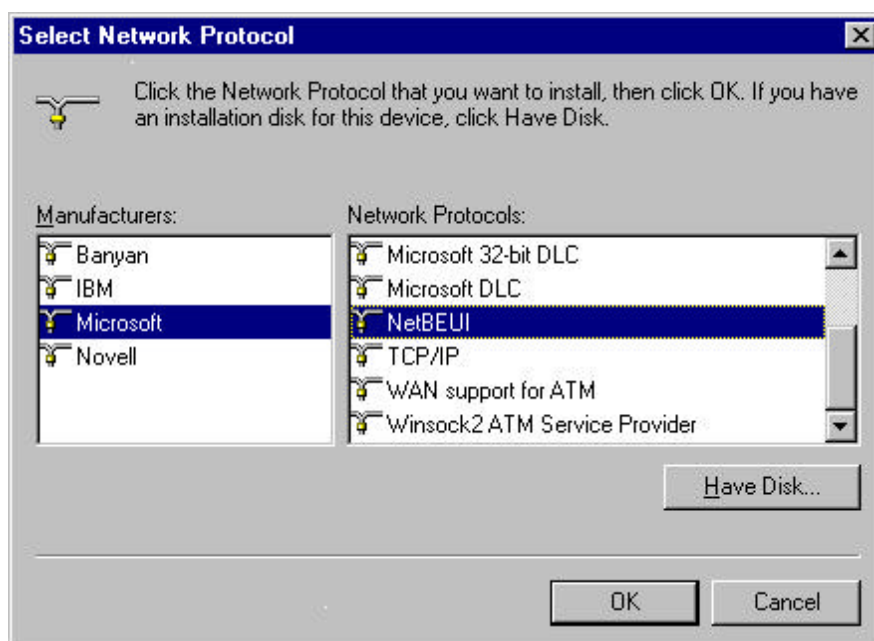 Select Network Protocol
Click the Network Protocol that you want to install, then click OK. If you have
an installation disk for this device, click Have Disk.
Manufacturers:
Banyan
IBM
Microsoft
Novell
Network Protocols:
Microsoft 32-bit DLC
Microsoft DLC
NetBEUI
TCP/IP
WAN support for ATM
Winsock2 ATM Service Provider
Have Disk...
OK
Cancel